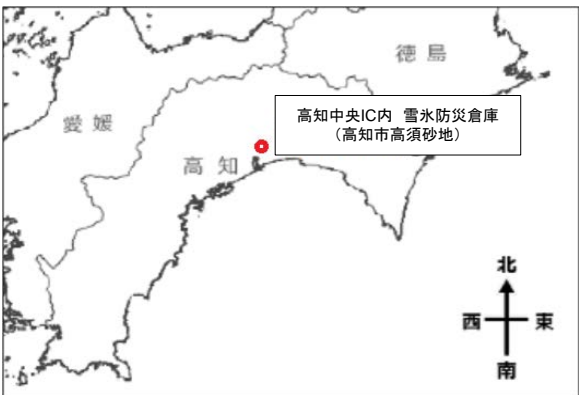 徳島
高知中央IC内 雪氷防災倉庫
（高知市高須砂地）
愛媛
高知
北
西 東
南